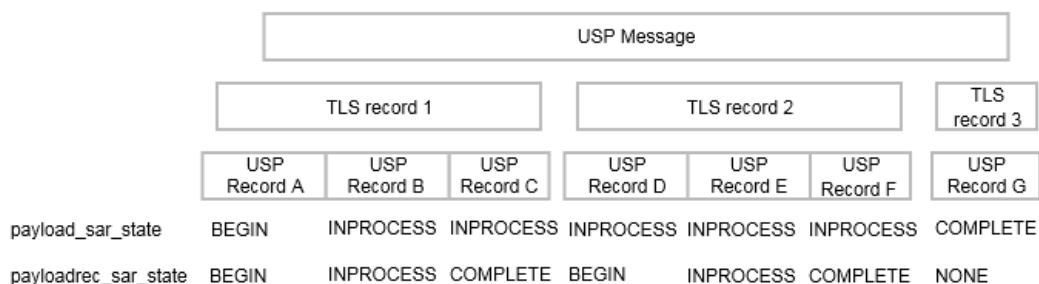 USP Message
TLS record 1
TLS record 2
TLS
record 3
USP
Record A
USP
Record B
USP
Record C
USP
Record D
USP
Record E
USP
Record F
USP
Record G
payload_sar_state BEGIN INPROCESS INPROCESS INPROCESS INPROCESS INPROCESS COMPLETE
payloadrec_sar_state BEGIN INPROCESS COMPLETE BEGIN INPROCESS COMPLETE NONE